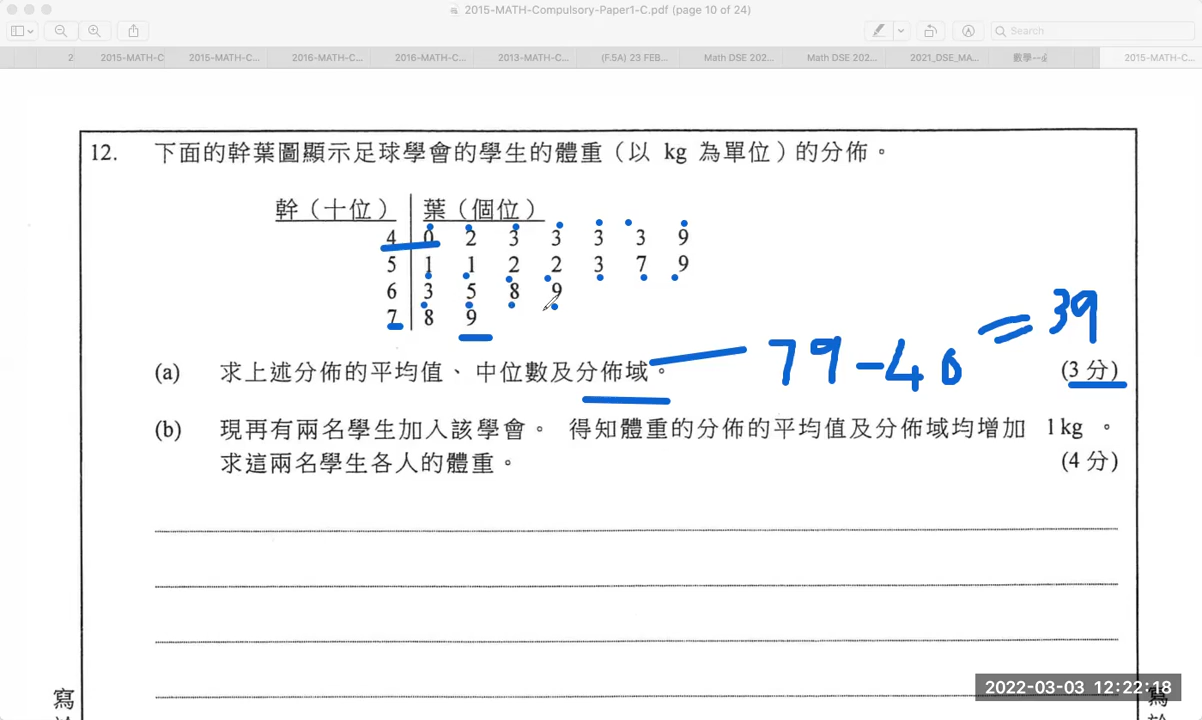 2015-MATH-Compulsory-Paper1-C.pdf (page 10 of 24)
Search
2 2015-MATH-C 2015-MATH-C... 2016-MATH-C... 2016-MATH-C... 2013-MATH-C... (F.5A) 23 FEB... Math DSE 202... Math DSE 202... 2021_DSE_MA... 2015-MATH-C...
12. 下面的幹葉圖顯示足球學會的學生的體重（以 kg 為單位）的分佈。
幹（十位） 葉（個位）
4 0 2 3 3 3 3 9
5 1 1 2 2 3 7 9
6 3 5 8 9
7 8 9
79-40 = 39
(a) 求上述分佈的平均值、中位數及分佈域。 (3 分)
(b) 現再有兩名學生加入該學會。 得知體重的分佈的平均值及分佈域均增加 1 kg 。
求這兩名學生各人的體重。 (4 分)
2022-03-03 12:22:18
寫